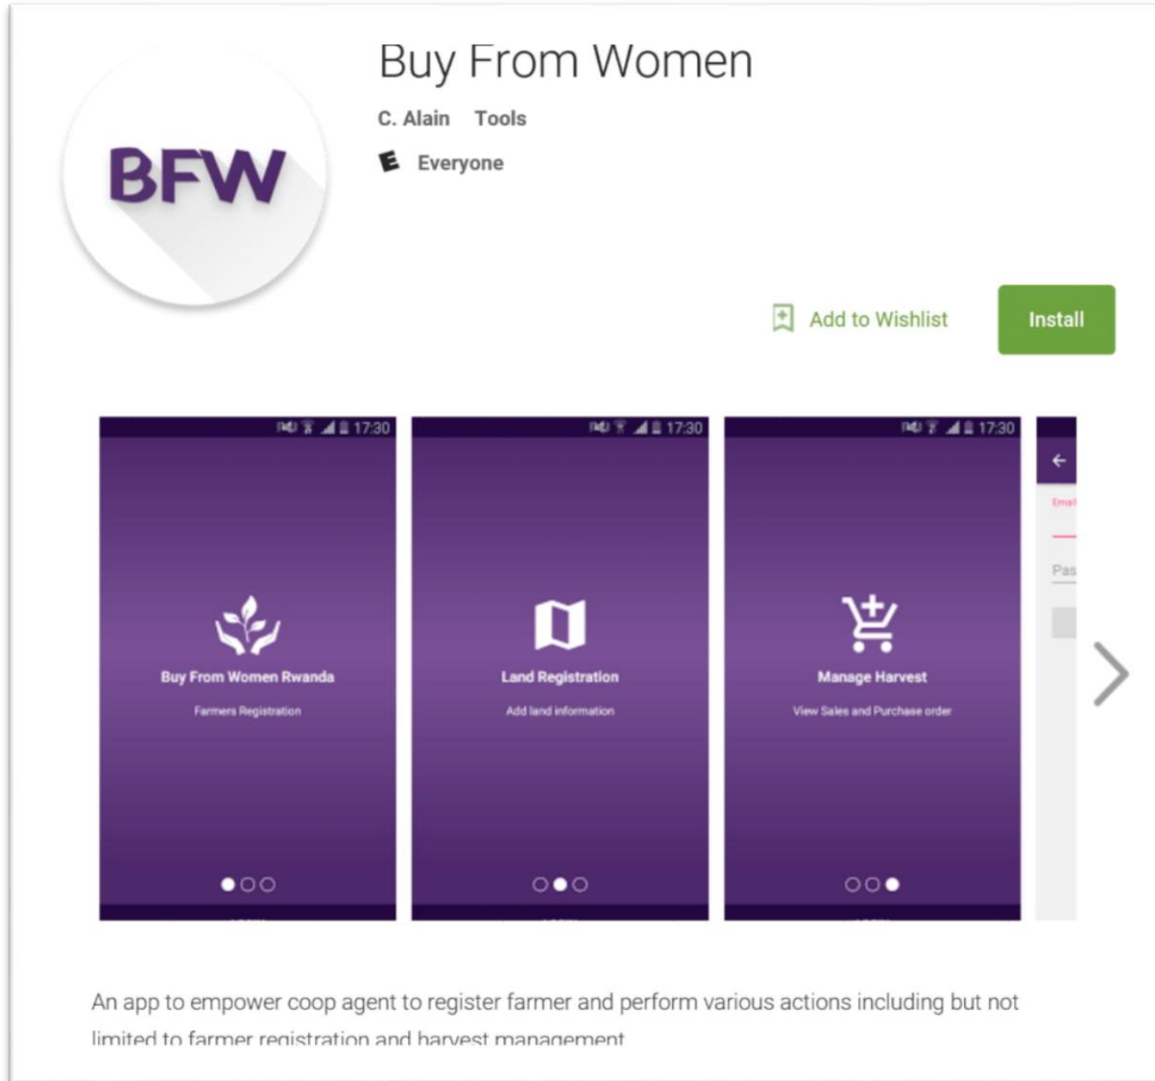 Buy From Women
C. Alain Tools
E Everyone
BFW
Add to Wishlist
Install
17:30
Buy From Women Rwanda
Farmers Registration
17:30
Land Registration
Add land information
17:30
Manage Harvest
View Sales and Purchase order
Email
Pas
An app to empower coop agent to register farmer and perform various actions including but not
limited to farmer registration and harvest management